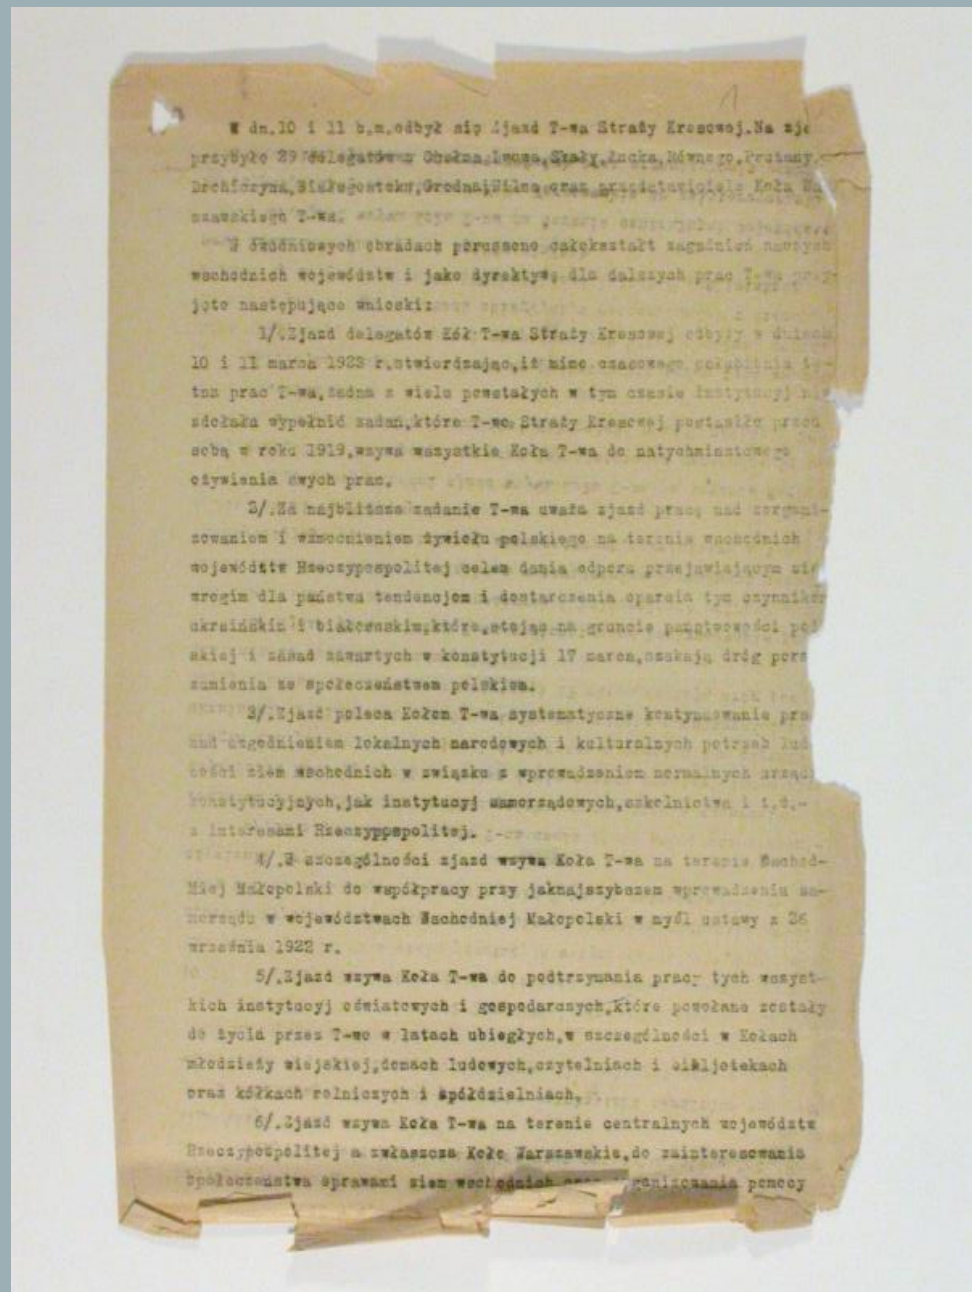 1
W dn.10 i 11 b.m.odbył się Zjazd T-wa Straży Kresowej.Na zje
przybyło 29 delegatów z Chełma Lwowa,Skały,Łucka,Równego,Prużany,
Drohiczyna,Białegostoku,Grodna,Wilna oraz przedstawiciele Koła Wa
szawskiego T-wa.
W dwudniowych obradach poruszono całokształt zagadnień naszych
wschodnich województw i jako dyrektywę dla dalszych prac T-wa przy-
jęto następujące wnioski:
1/.Zjazd delegatów Kół T-wa Straży Kresowej odbyty w dniach
10 i 11 marca 1923 r.stwierdzając,iż mimo czasowego osłabienia tę-
tna prac T-wa,żadna z wielu powstałych w tym czasie instytucyj nie
zdołała wypełnić zadań,które T-wo Straży Kresowej postawiło przed
sobą w roku 1919,wzywa wszystkie Koła T-wa do natychmiastowego
ożywienia swych prac.
2/.Za najbliższe zadanie T-wa uważa zjazd pracę nad zorgani-
zowaniem i wzmocnieniem żywiołu polskiego na terenie wschodnich
województw Rzeczypospolitej celem dania odporu przejawiającym się
wrogim dla państwa tendencjom i dostarczenia oparcia tym czynnikom
ukraińskim i białoruskim,które,stojąc na gruncie państwowości pol
skiej i zasad zawartych w konstytucji 17 marca,szukają dróg poro
zumienia ze społeczeństwem polskiem.
3/.Zjazd poleca Kołom T-wa systematyczne kontynuowanie pra
nad uzgodnieniem lokalnych narodowych i kulturalnych potrzeb lud
ności ziem wschodnich w związku z wprowadzeniem normalnych urząd
konstytucyjnych,jak instytucyj samorządowych,szkolnictwa i t.d.-
z interesami Rzeczyppspolitej.
4/.W szczególności zjazd wzywa Koła T-wa na terenie Wschod-
niej Małopolski do współpracy przy jaknajszybszem wprowadzeniu sa-
morządu w województwach Wschodniej Małopolski w myśl ustawy z 26
września 1922 r.
5/.Zjazd wzywa Koła T-wa do podtrzymania pracy tych wszyst-
kich instytucyj oświatowych i gospodarczych,które powołane zostały
do życia przez T-wo w latach ubiegłych,w szczególności w Kołach
młodzieży wiejskiej,domach ludowych,czytelniach i bibljotekach
oraz kółkach rolniczych i spółdzielniach.
6/.Zjazd wzywa Koła T-wa na terenie centralnych województw
Rzeczypospolitej a zwłaszcza Koło Warszawskie,do zainteresowania
społeczeństwa sprawami ziem wschodnich oraz organizowania pomocy